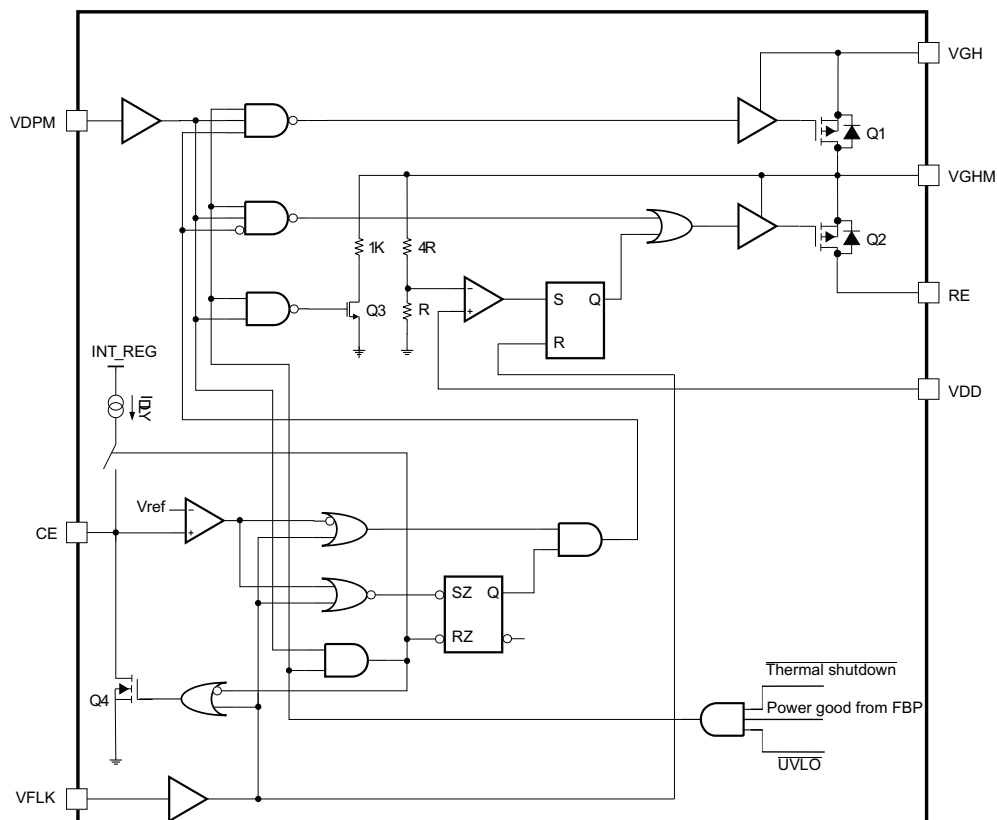 VGH
VDPM
Q1
VGHM
1K
4R
Q2
Q3
R
S
Q
R
RE
INT_REG
IDLY
VDD
Vref
CE
SZ
Q
RZ
Thermal shutdown
Q4
Power good from FBP
UVLO
VFLK